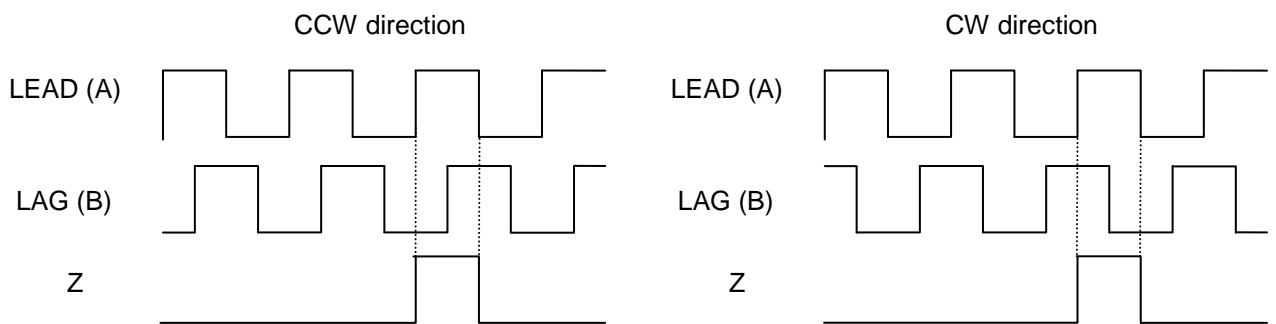 CCW direction
LEAD (A)
LAG (B)
Z
CW direction
LEAD (A)
LAG (B)
Z